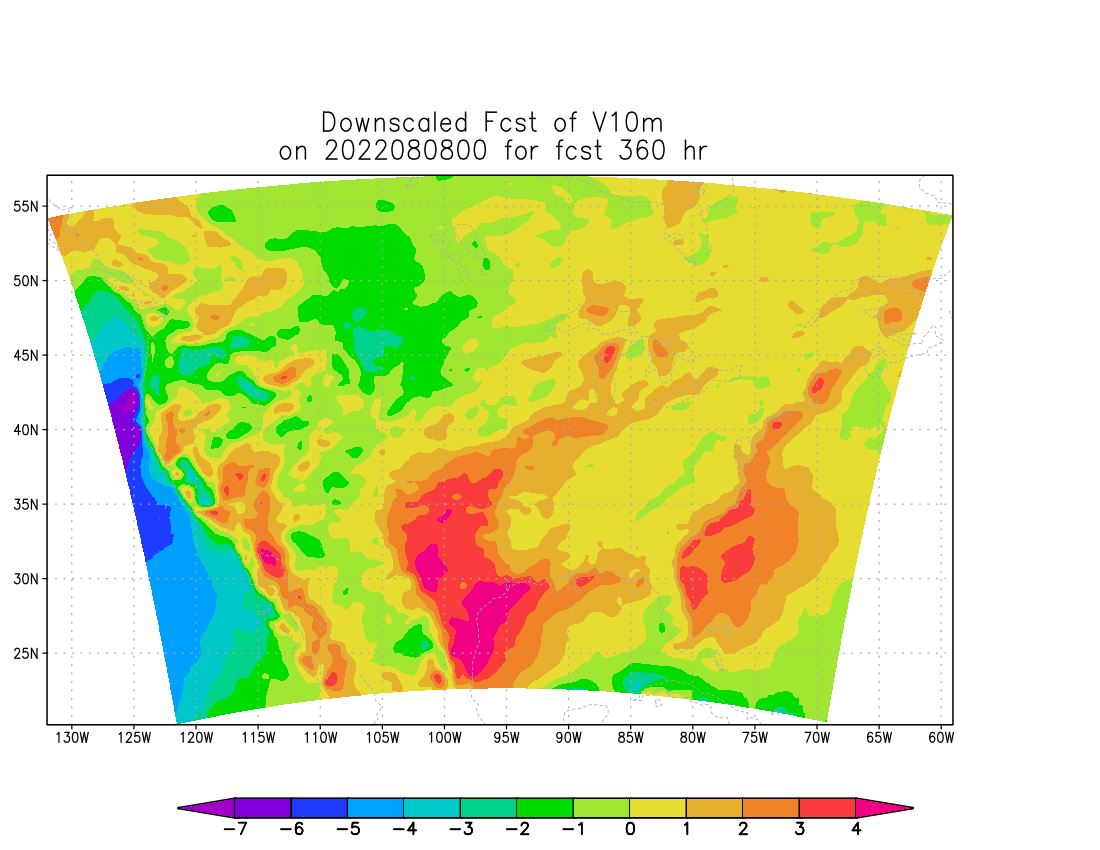 Downscaled Fcst of V10m
on 2022080800 for fcst 360 hr
55N
50N
45N
40N
35N
30N
25N
130W 125W 120W 115W 110W 105W 100W 95W 90W 85W 80W 75W 70W 65W 60W
-7 -6 -5 -4 -3 -2 -1 0 1 2 3 4